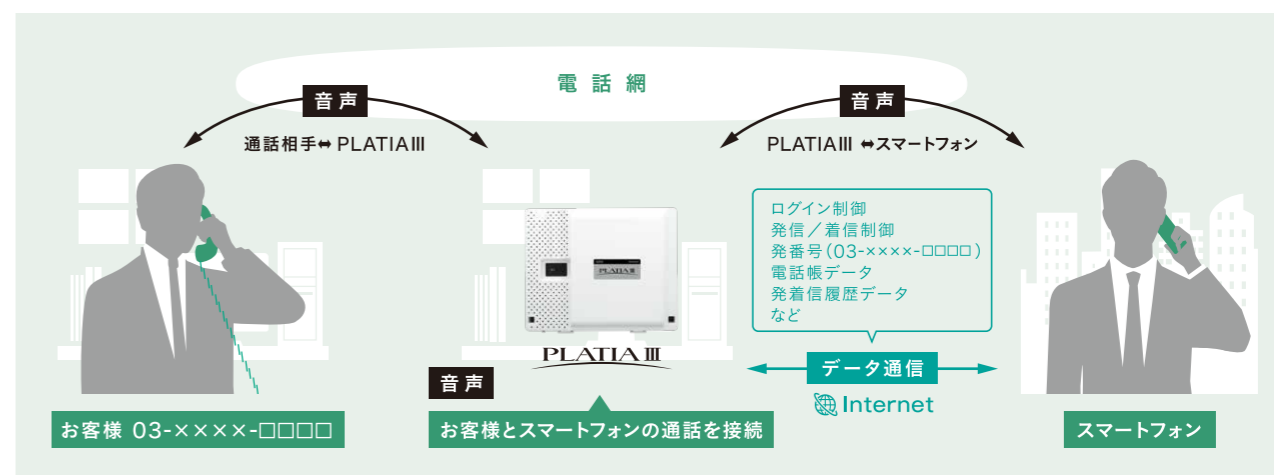 電話網
音声
音声
通話相手⇔PLATIAⅢ
PLATIAⅢ ⇔スマートフォン
ログイン制御
発信／着信制御
発番号(03-××××-□□□□)
電話帳データ
発着信履歴データ
など
PLATIAⅢ
PLATIA Ⅲ
データ通信
音声
Internet
お客様 03-××××-□□□□
お客様とスマートフォンの通話を接続
スマートフォン